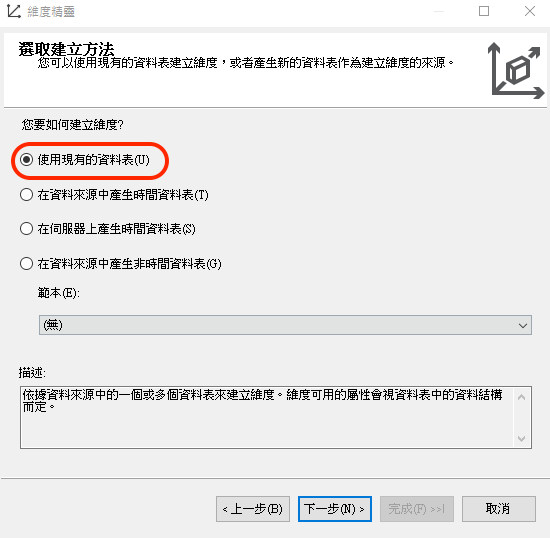 維度精靈
選取建立方法
您可以使用現有的資料表建立維度，或者產生新的資料表作為建立維度的來源。
您要如何建立維度?
使用現有的資料表(U)
在資料來源中產生時間資料表(T)
在伺服器上產生時間資料表(S)
在資料來源中產生非時間資料表(G)
範本(E):
(無)
描述:
依據資料來源中的一個或多個資料表來建立維度。維度可用的屬性會視資料表中的資料結構
而定。
< 上一步(B)
下一步(N) >
完成(F) >>|
取消